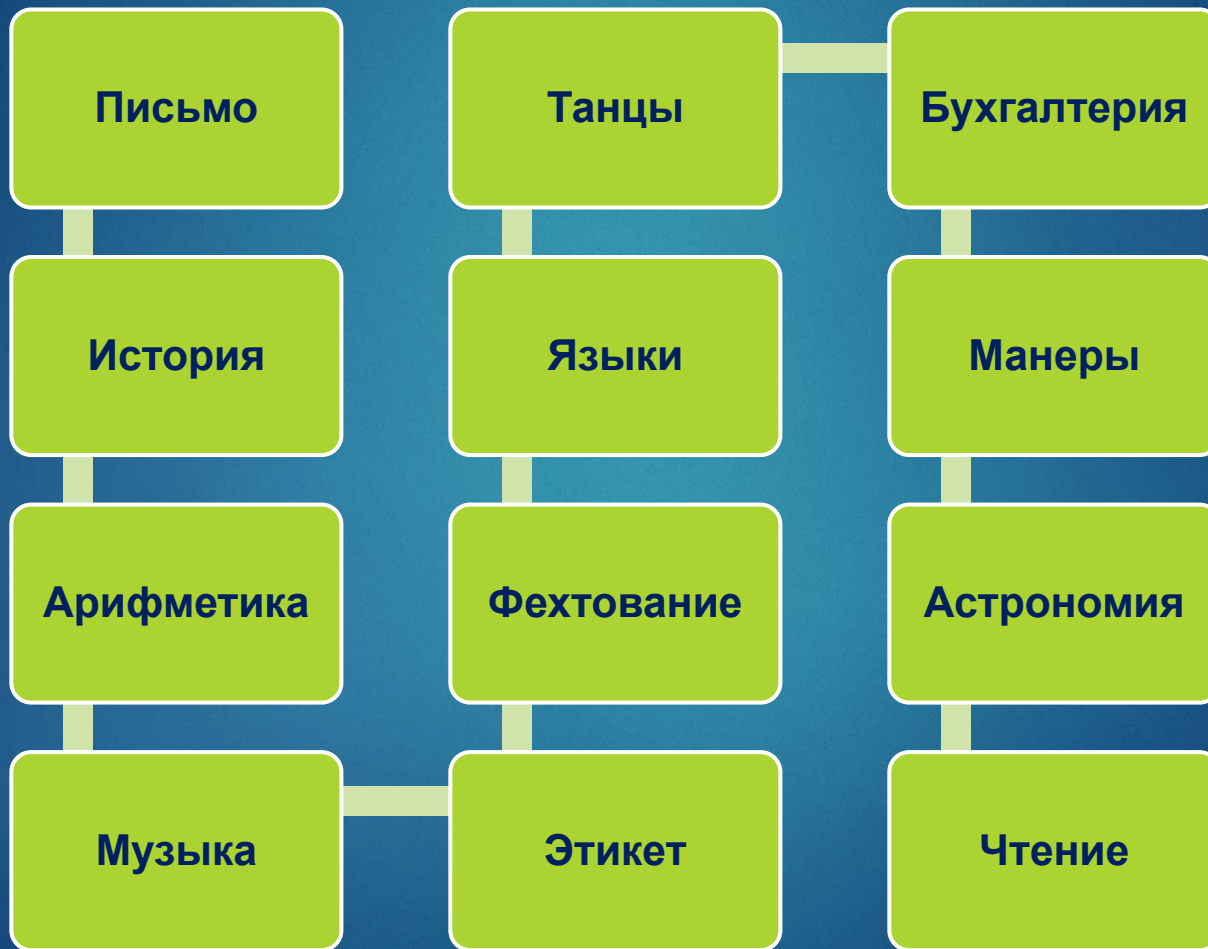 Письмо
История
Арифметика
Музыка
Этикет
Фехтование
Языки
Танцы
Бухгалтерия
Манеры
Астрономия
Чтение